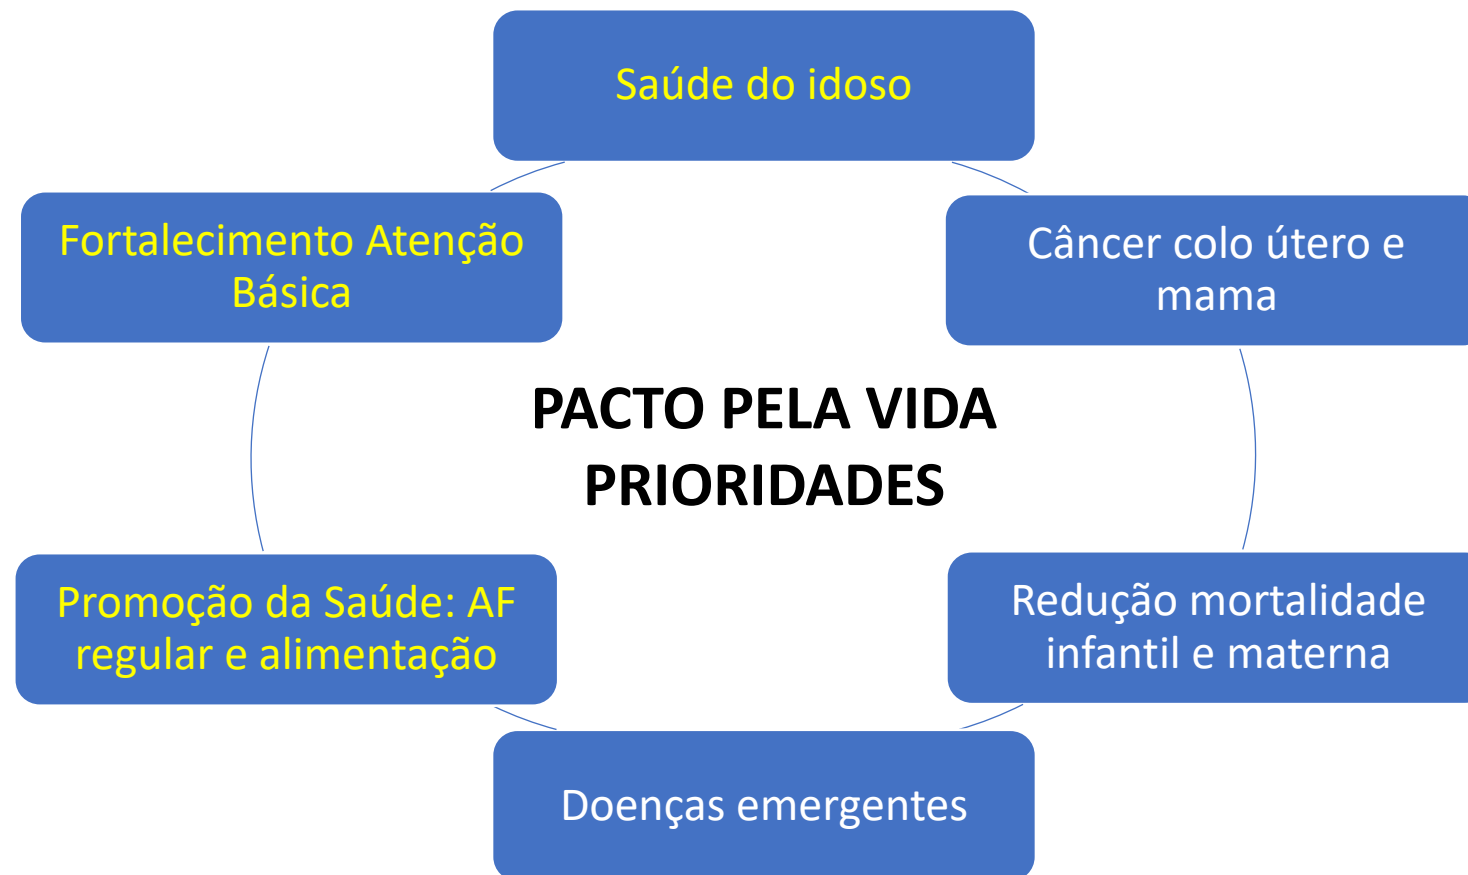 Saúde do idoso
Fortalecimento Atenção
Básica
Câncer colo útero e
mama
PACTO PELA VIDA
PRIORIDADES
Promoção da Saúde: AF
regular e alimentação
Redução mortalidade
infantil e materna
Doenças emergentes